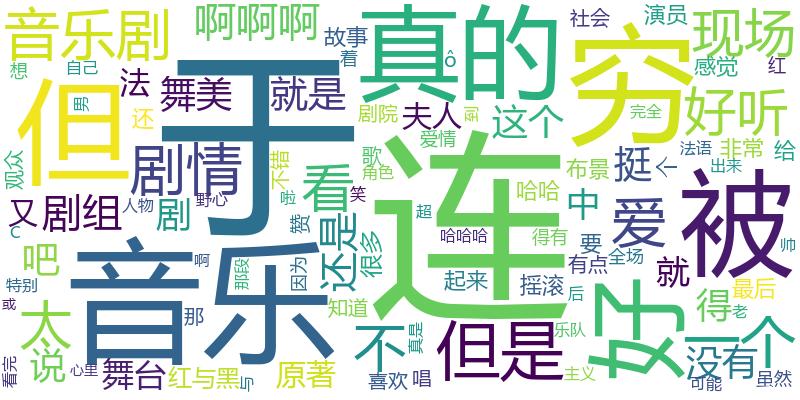 音乐剧
啊啊啊
真的
穷
现场
社会
演员
故事
着
ô
感觉
红
想
自己
男
法
舞美
就是
但
于
还
剧院
夫人
这个
好听
完全
爱情
观众
剧情
不错
看
歌
角色
连
布景
挺
个
法语
非常
给
出来
又
剧组
剧
人物
野心
啦
赞
笑
超
哈哈
中
爱
被
C
吧
音乐
啊
那段
因为
还是
很多
哈哈哈
得有
要
全场
帅
特别
起来
摇滚
有点
后
就
最后
或
太
那
知道
不
但是
真是
乐队
好
一个
得
老
看完
说
心里
舞台
红与黑
与
原著
喜欢
唱
主义
没有
可能
虽然